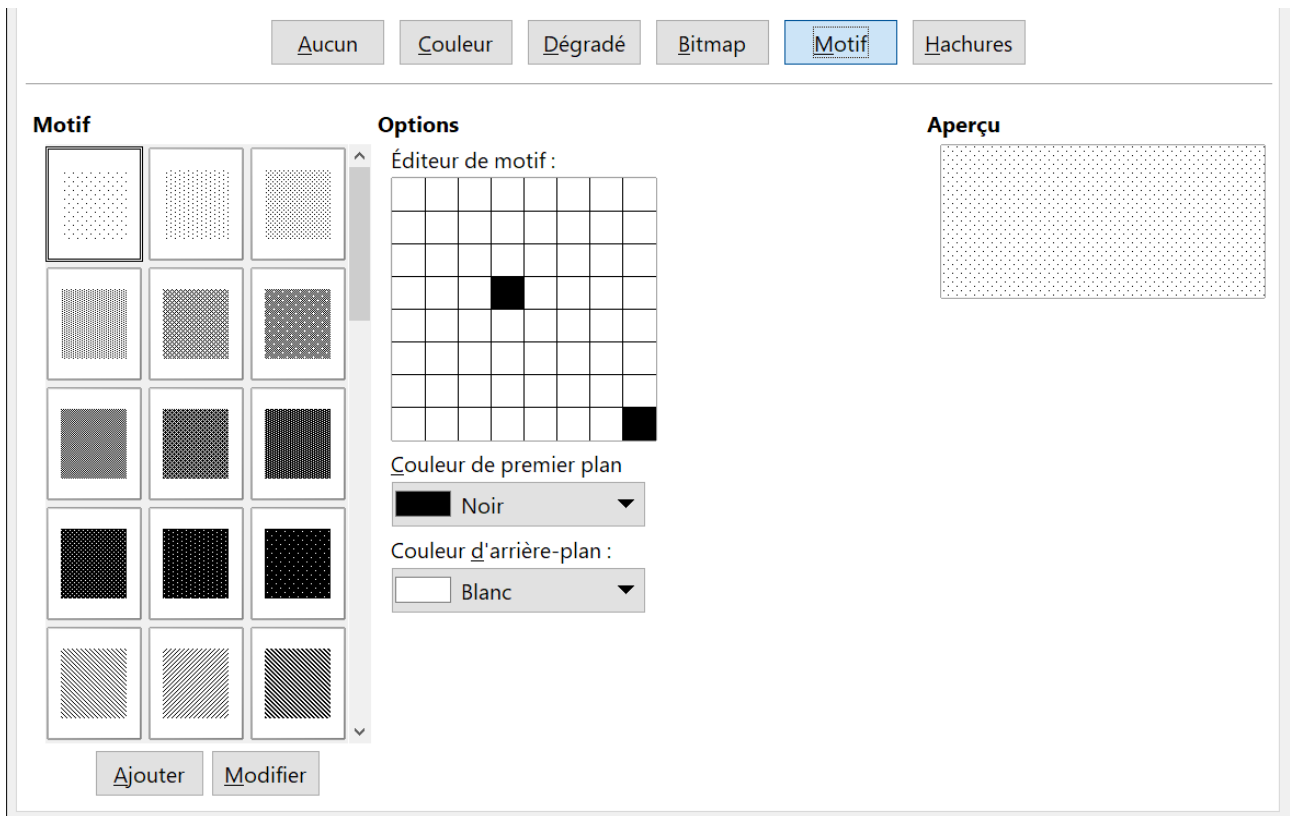 Aucun Couleur Dégradé Bitmap Motif Hachures
Motif Options Aperçu
Éditeur de motif :
Couleur de premier plan
Noir
Couleur d'arrière-plan :
Blanc
Ajouter Modifier